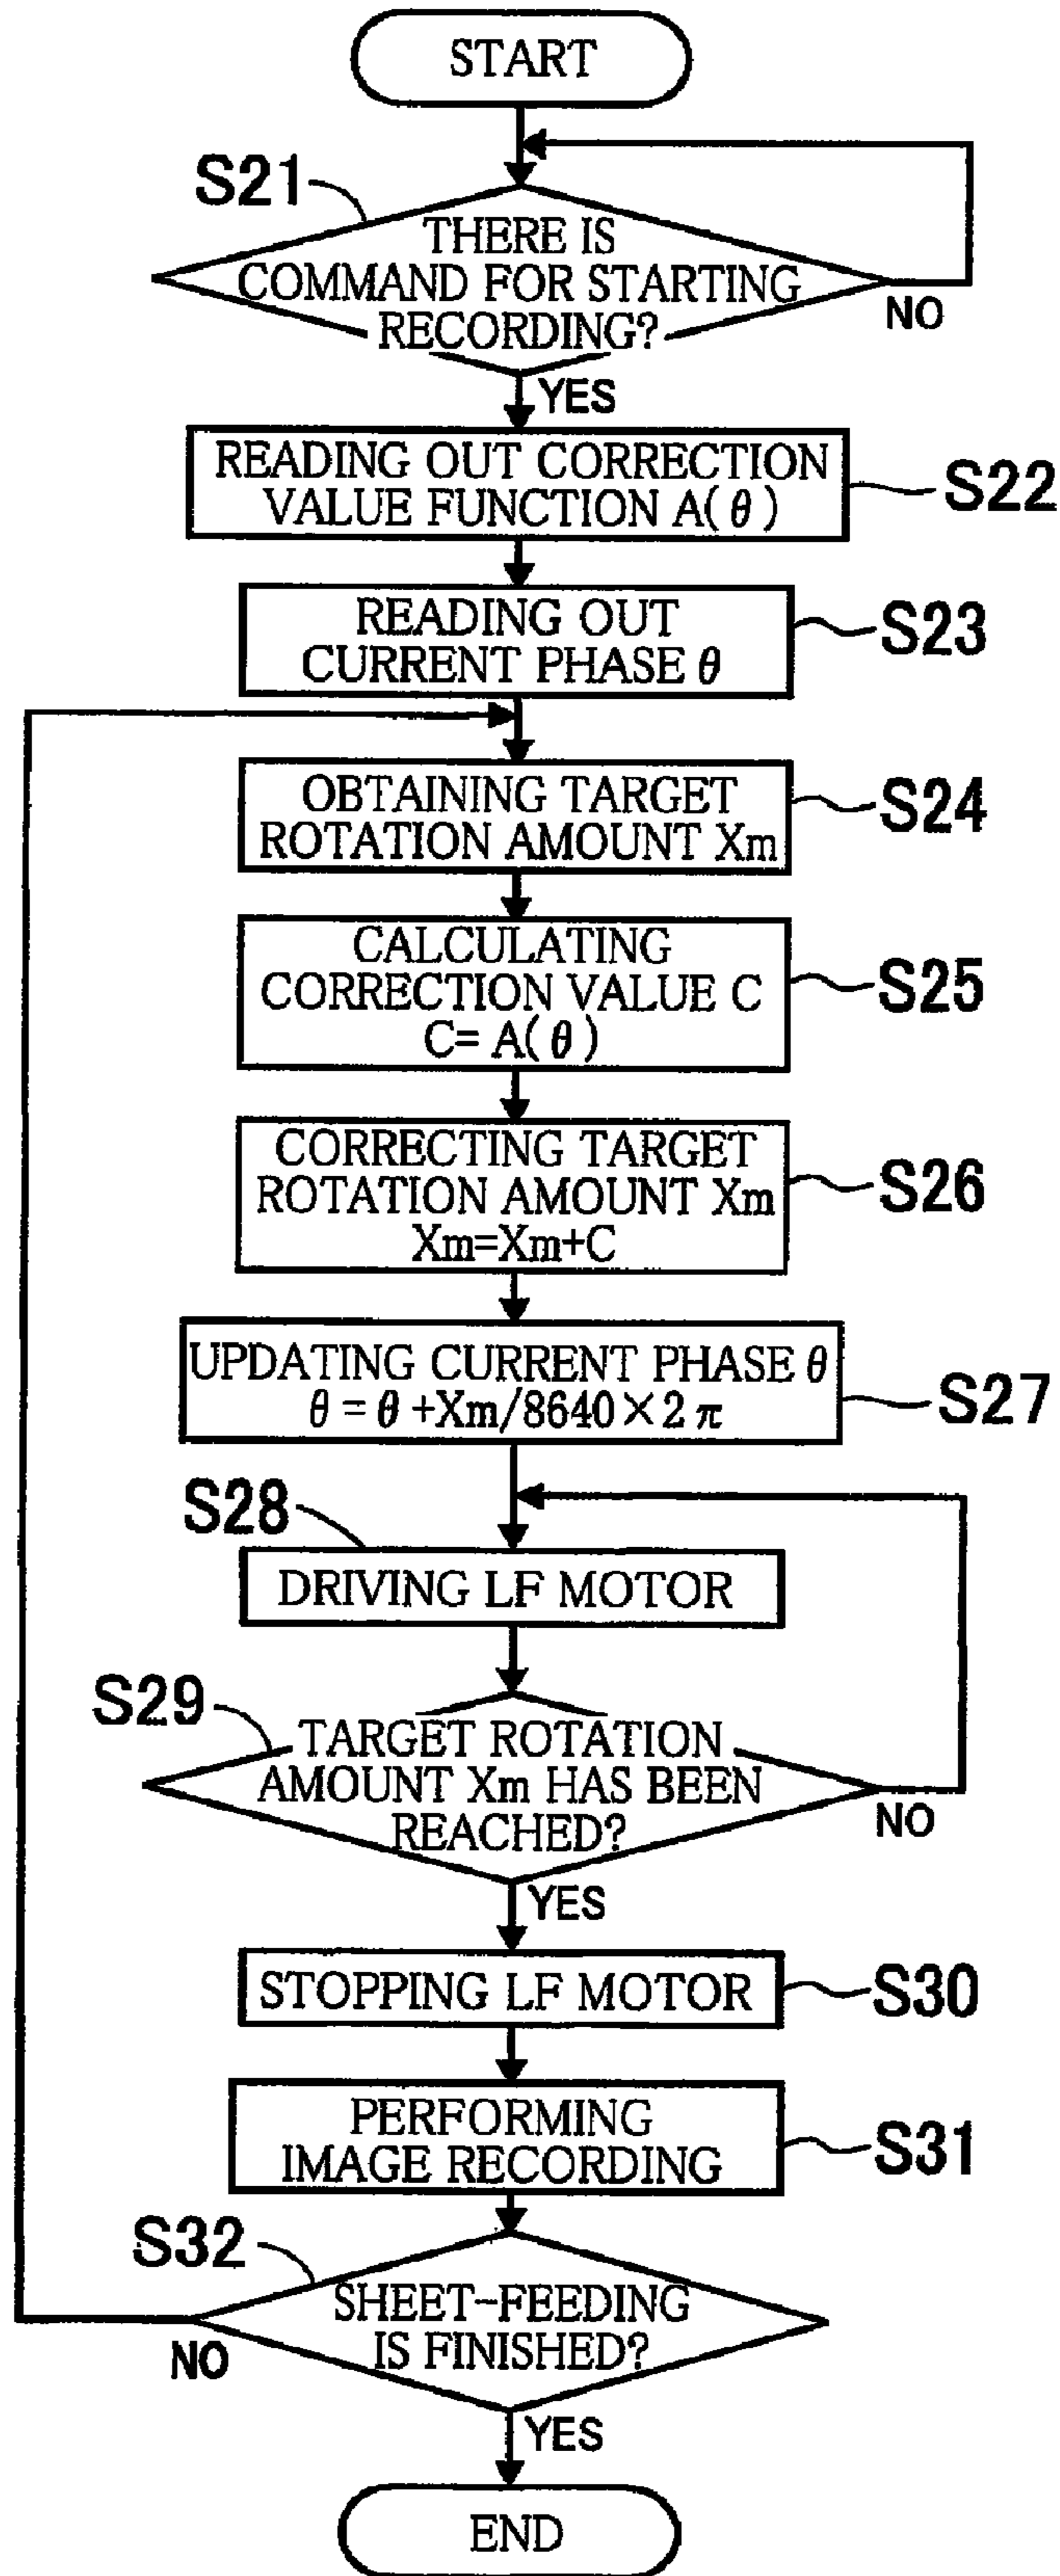 START
S21
THERE IS
COMMAND FOR STARTING
RECORDING?
NO
YES
READING OUT CORRECTION
VALUE FUNCTION A(θ)
S22
READING OUT
CURRENT PHASE θ
S23
OBTAINING TARGET
ROTATION AMOUNT Xm
S24
CALCULATING
CORRECTION VALUE C
C= A(θ)
S25
CORRECTING TARGET
ROTATION AMOUNT Xm
Xm=Xm+C
S26
UPDATING CURRENT PHASE θ
θ = θ +Xm/8640×2π
S27
S28
DRIVING LF MOTOR
S29
TARGET ROTATION
AMOUNT Xm HAS BEEN
REACHED?
NO
YES
STOPPING LF MOTOR
S30
PERFORMING
IMAGE RECORDING
S31
S32
SHEET-FEEDING
IS FINISHED?
NO
YES
END